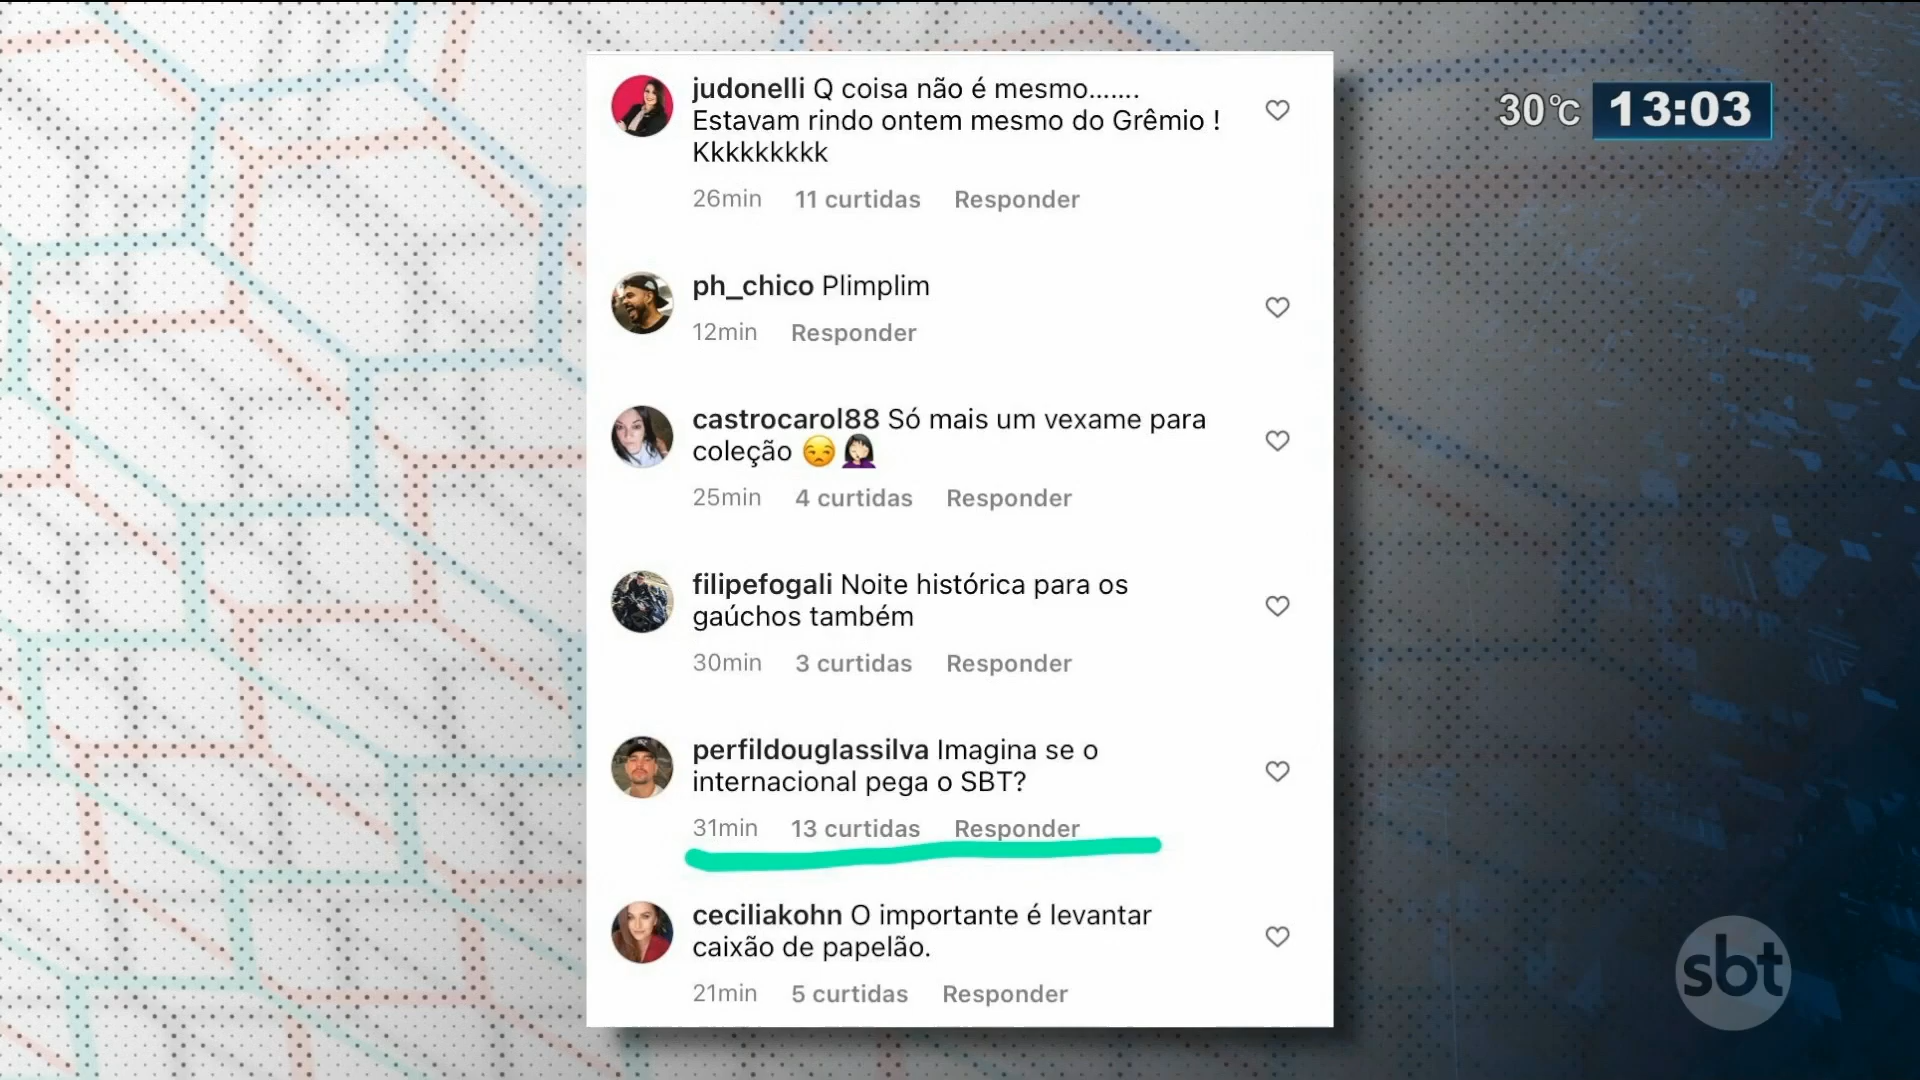 30°C 13:03
judonelli Q coisa não é mesmo.......
Estavam rindo ontem mesmo do Grêmio !
Kkkkkkkkk
26min 11 curtidas Responder
ph_chico Plimplim
12min Responder
castrocarol88 Só mais um vexame para
coleção 😒 🤦🏻‍♀️
25min 4 curtidas Responder
filipefogali Noite histórica para os
gaúchos também
30min 3 curtidas Responder
perfildouglassilva Imagina se o
internacional pega o SBT?
31min 13 curtidas Responder
ceciliakohn O importante é levantar
caixão de papelão.
21min 5 curtidas Responder
sbt